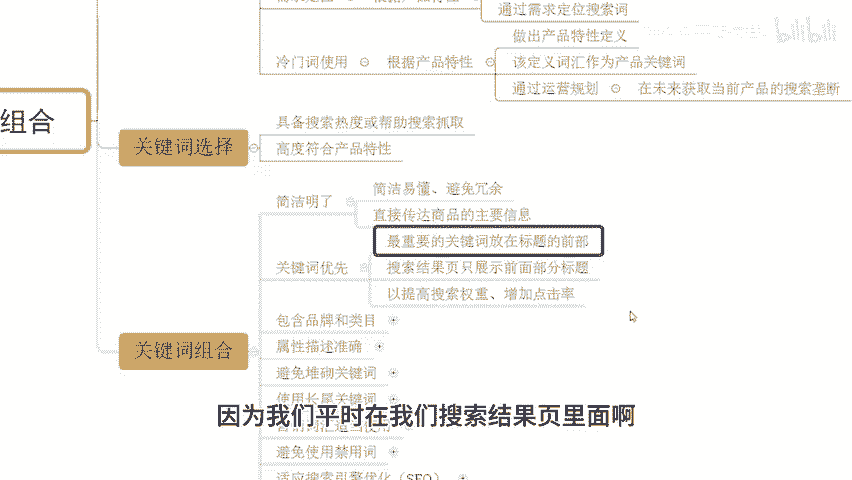 通过需求定位搜索词
做出产品特性定义
冷门词使用 根据产品特性 该定义词汇作为产品关键词
通过运营规划 在未来获取当前产品的搜索垄断
组合
关键词选择
具备搜索热度或帮助搜索抓取
高度符合产品特性
简洁明了
简洁易懂、避免冗余
直接传达商品的主要信息
关键词优先
最重要的关键词放在标题的前部
搜索结果页只展示前面部分标题
以提高搜索权重、增加点击率
关键词组合
包含品牌和类目
属性描述准确
避免堆砌关键词
使用长尾关键词
因为我们平时在我们搜索结果页里面啊
避免使用禁用词
适应搜索引擎优化（SEO）
bilibili